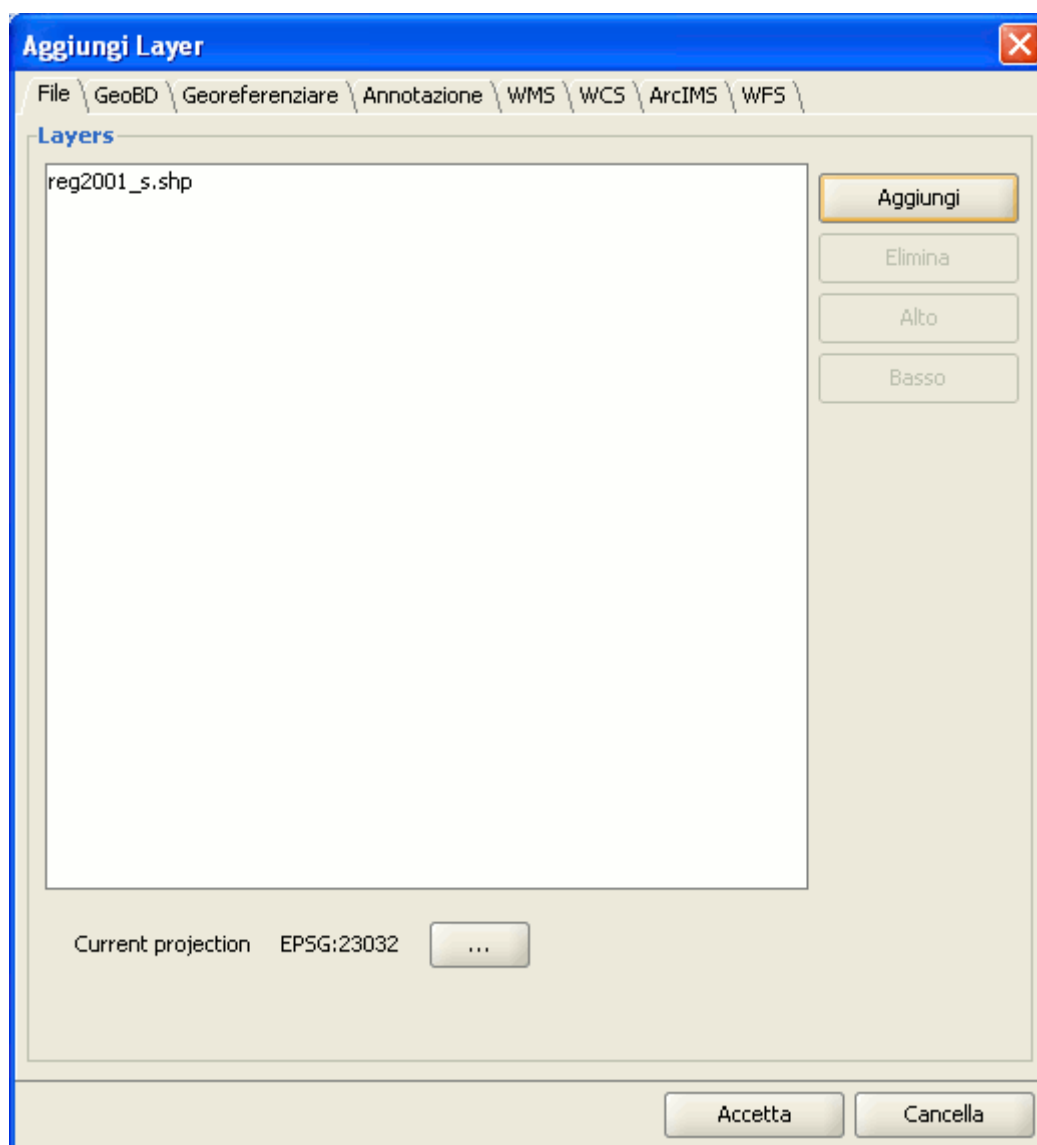 Aggiungi Layer
File GeoBD Georeferenziare Annotazione WMS WCS ArcIMS WFS
Layers
reg2001_s.shp
Aggiungi
Elimina
Alto
Basso
Current projection EPSG:23032 ...
Accetta Cancella